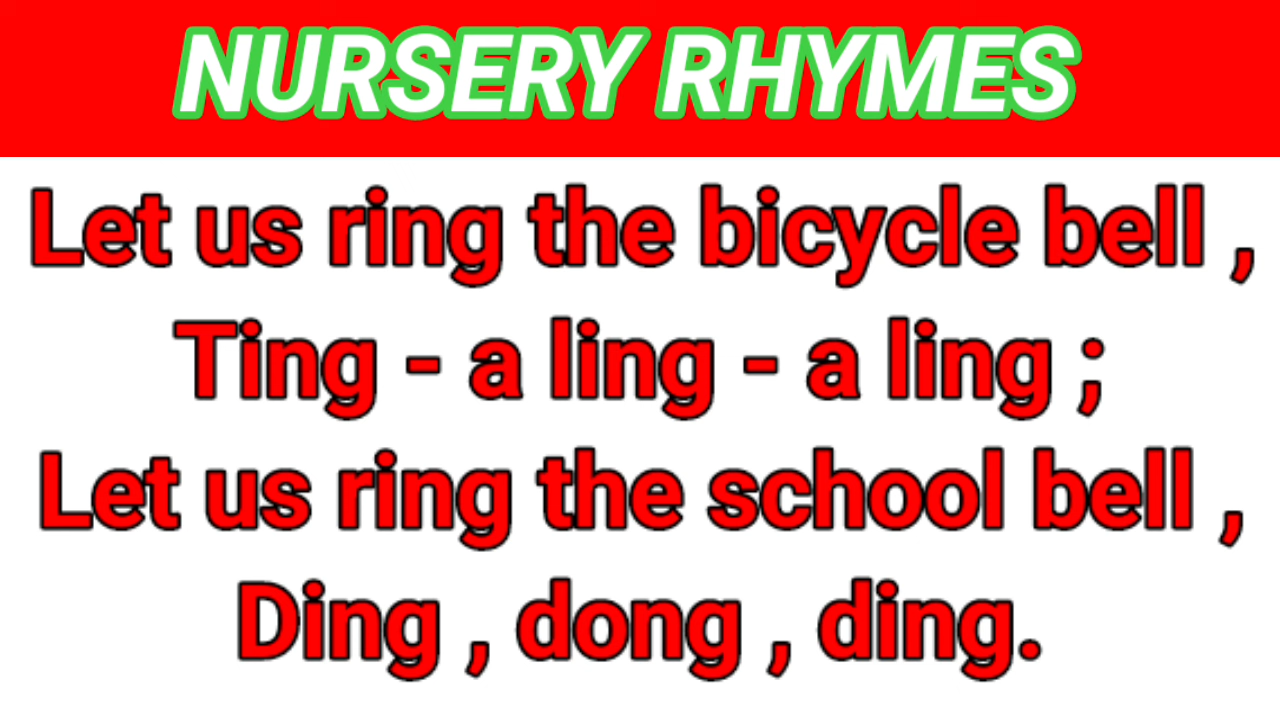 NURSERY RHYMES
Let us ring the bicycle bell ,
Ting - a ling - a ling ;
Let us ring the school bell ,
Ding , dong , ding.